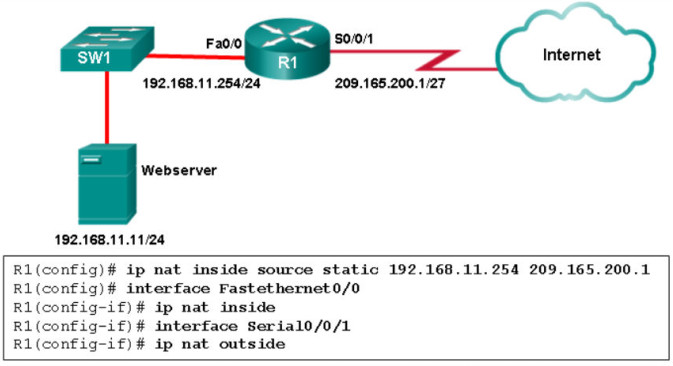 Fa0/0
S0/0/1
SW1
R1
Internet
192.168.11.254/24
209.165.200.1/27
Webserver
192.168.11.11/24
R1(config)# ip nat inside source static 192.168.11.254 209.165.200.1
R1(config)# interface Fastethernet0/0
R1(config-if)# ip nat inside
R1(config-if)# interface Serial0/0/1
R1(config-if)# ip nat outside